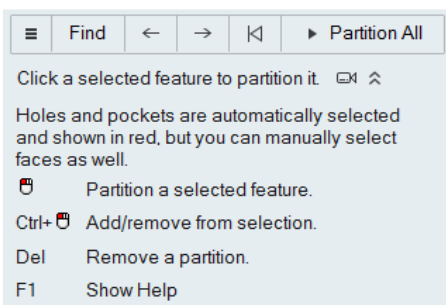 Find
Partition All
Click a selected feature to partition it.
Holes and pockets are automatically selected
and shown in red, but you can manually select
faces as well.
Partition a selected feature.
Ctrl+ Add/remove from selection.
Del Remove a partition.
F1 Show Help